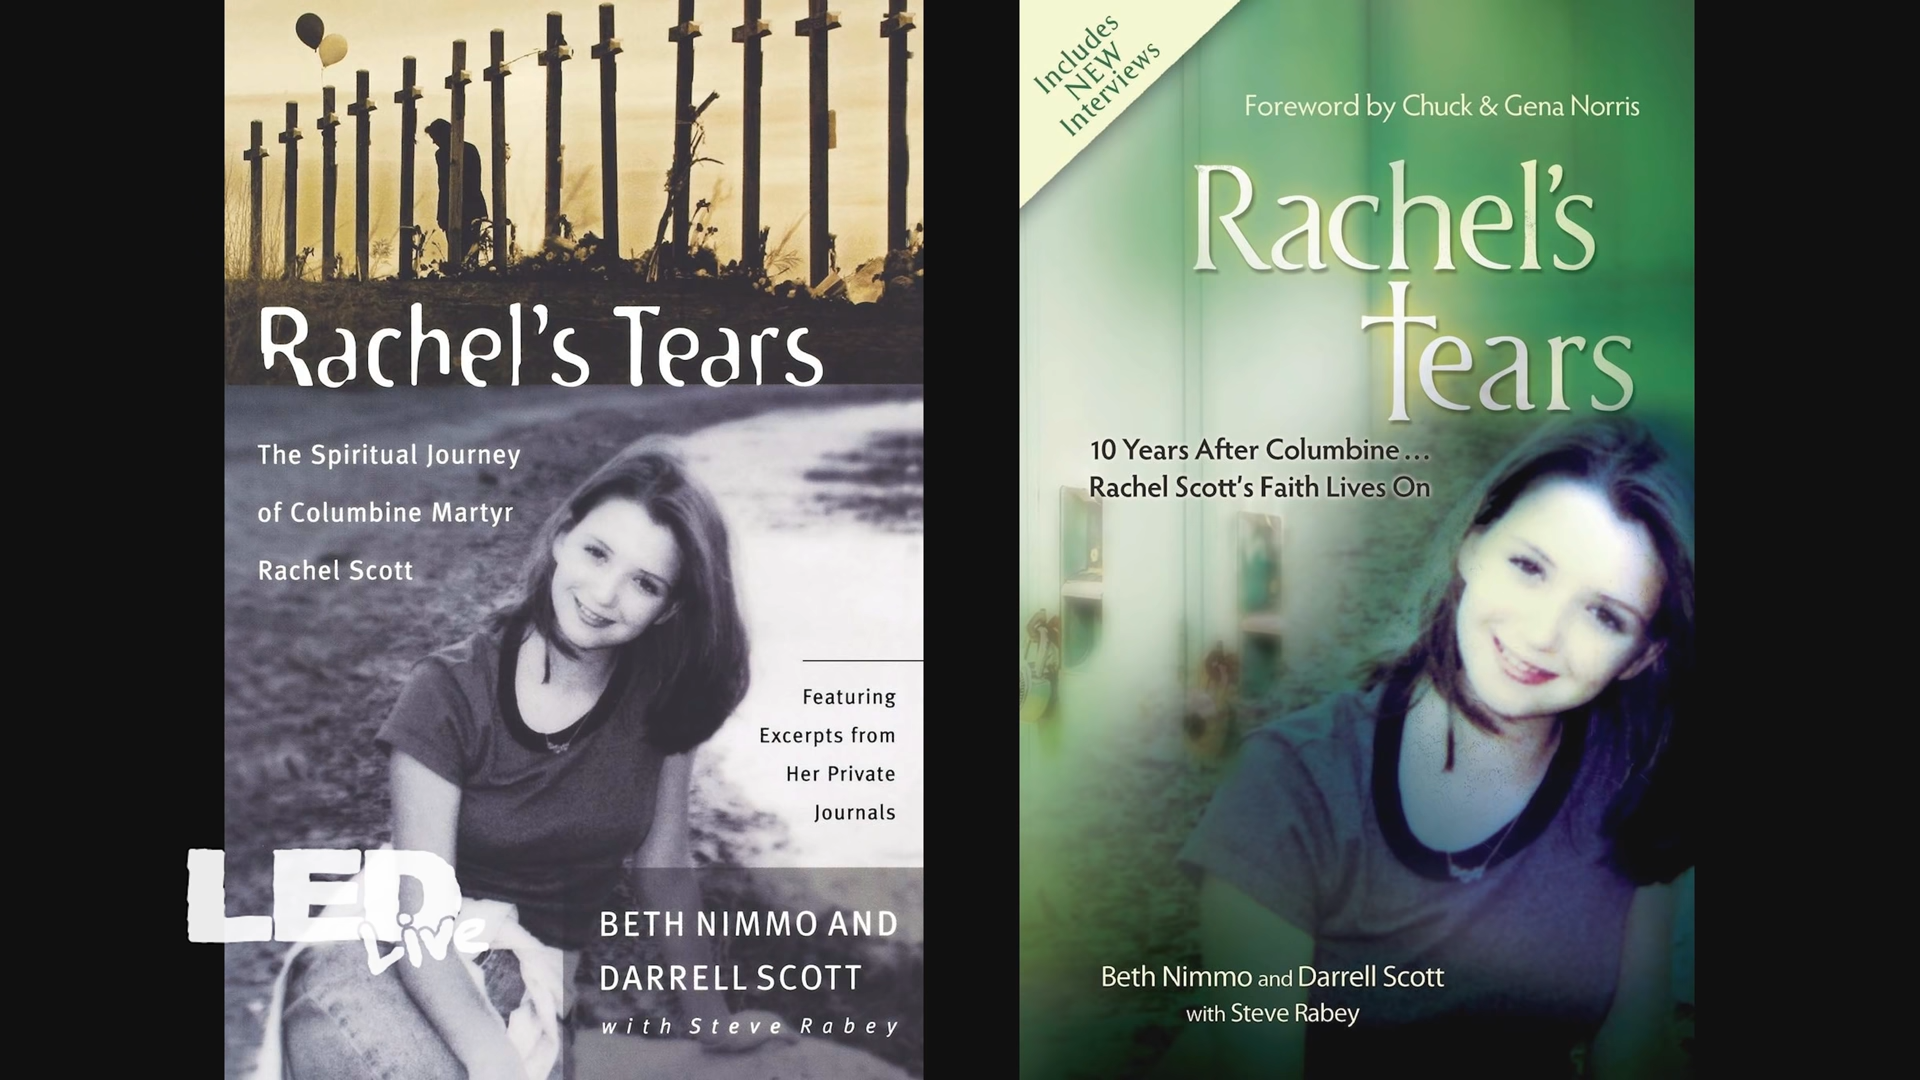 Rachel's Tears
The Spiritual Journey
of Columbine Martyr
Rachel Scott
Featuring
Excerpts from
Her Private
Journals
BETH NIMMO AND
DARRELL SCOTT
with Steve Rabey
LED
Live
Includes
NEW
Interviews
Foreword by Chuck & Gena Norris
Rachel's
Tears
10 Years After Columbine...
Rachel Scott's Faith Lives On
Beth Nimmo and Darrell Scott
with Steve Rabey